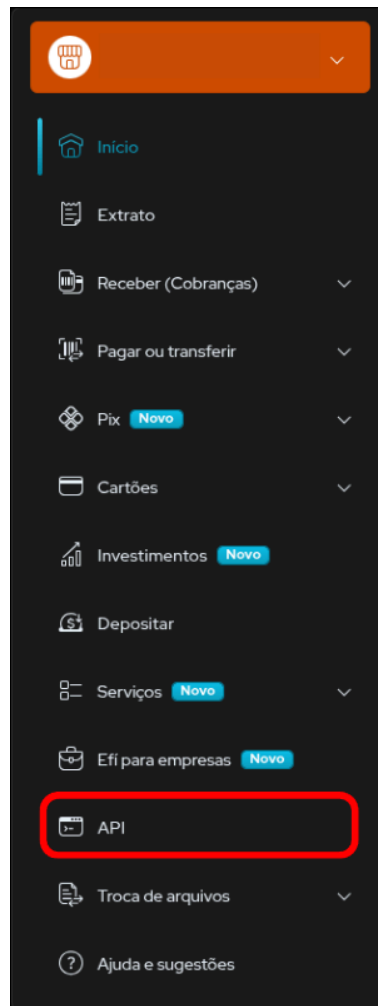 Início
Extrato
Receber (Cobranças)
Pagar ou transferir
Pix Novo
Cartões
Investimentos Novo
Depositar
Serviços Novo
Efí para empresas Novo
API
Troca de arquivos
Ajuda e sugestões